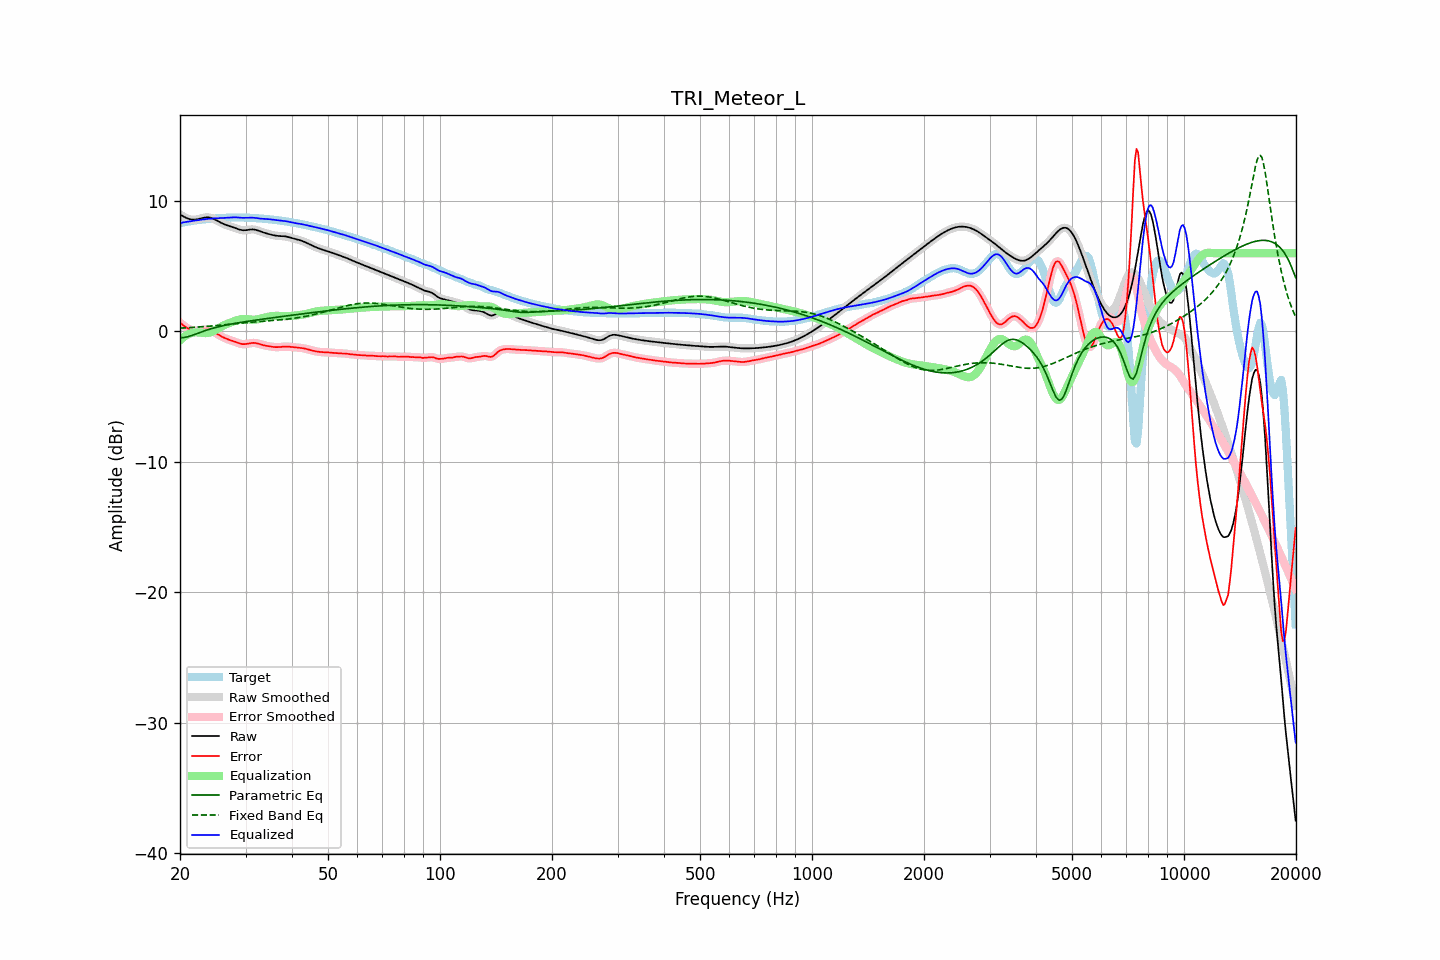 TRI_Meteor_L
Amplitude (dBr)
10
0
−10
−20
−30
−40
20
50
100
200
500
1000
2000
5000
10000
20000
Frequency (Hz)
Target
Raw Smoothed
Error Smoothed
Raw
Error
Equalization
Parametric Eq
Fixed Band Eq
Equalized